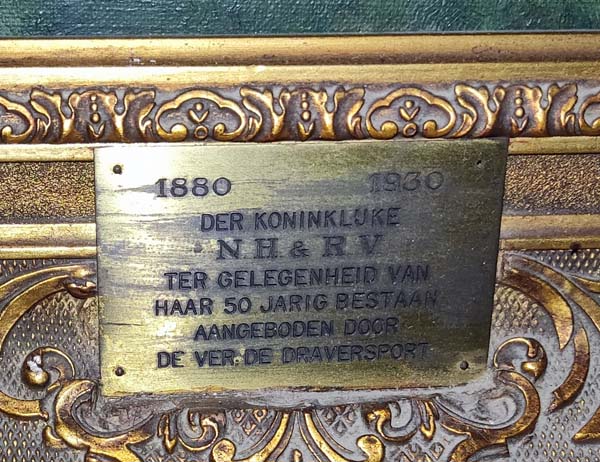 1880 1930
DER KONINKLIJKE
N H & R V
TER GELEGENHEID VAN
HAAR 50 JARIG BESTAAN
AANGEBODEN DOOR
DE VER: DE DRAVERSPORT.